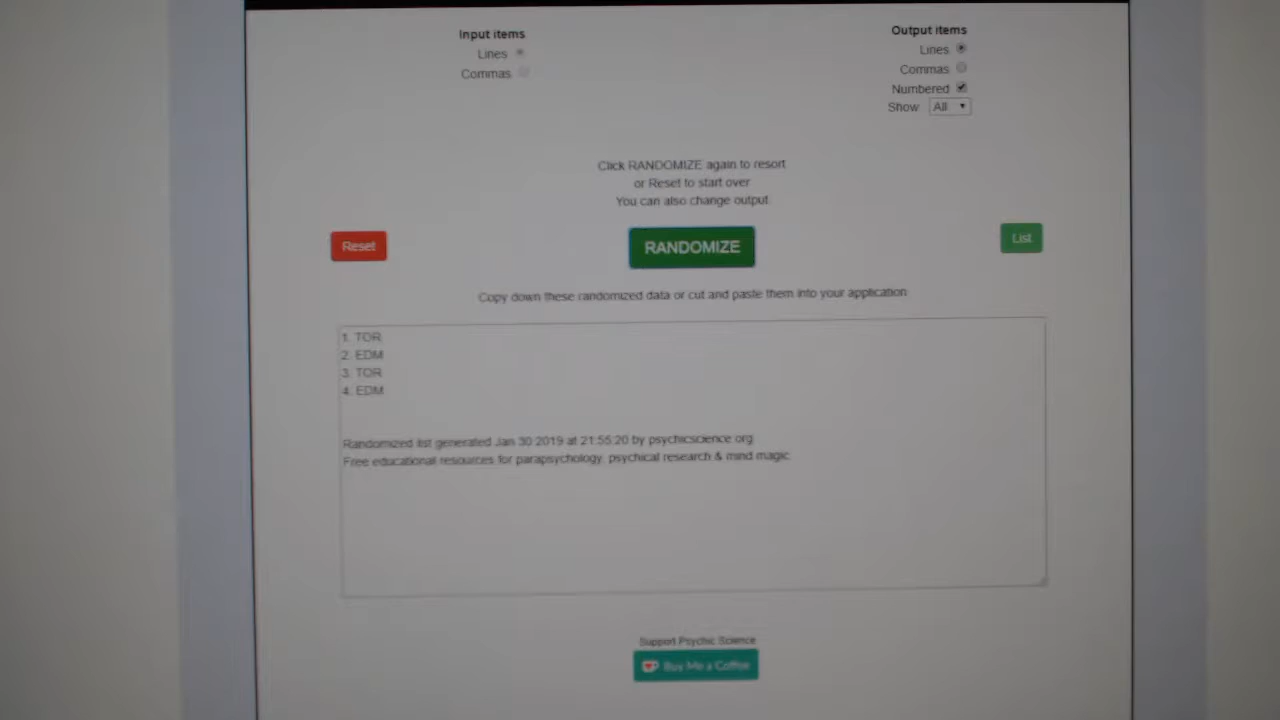 Input items
Lines
Commas
Output items
Lines
Commas
Numbered
Show All
Click RANDOMIZE again to resort
or Reset to start over
You can also change output
Reset
RANDOMIZE
List
Copy down these randomized data or cut and paste them into your application
1. TOR
2. EDM
3. TOR
4. EDM
Randomized list generated Jan 30 2019 at 21:55:20 by psychicscience.org
Free educational resources for parapsychology, psychical research & mind magic
Support Psychic Science
Buy Me a Coffee